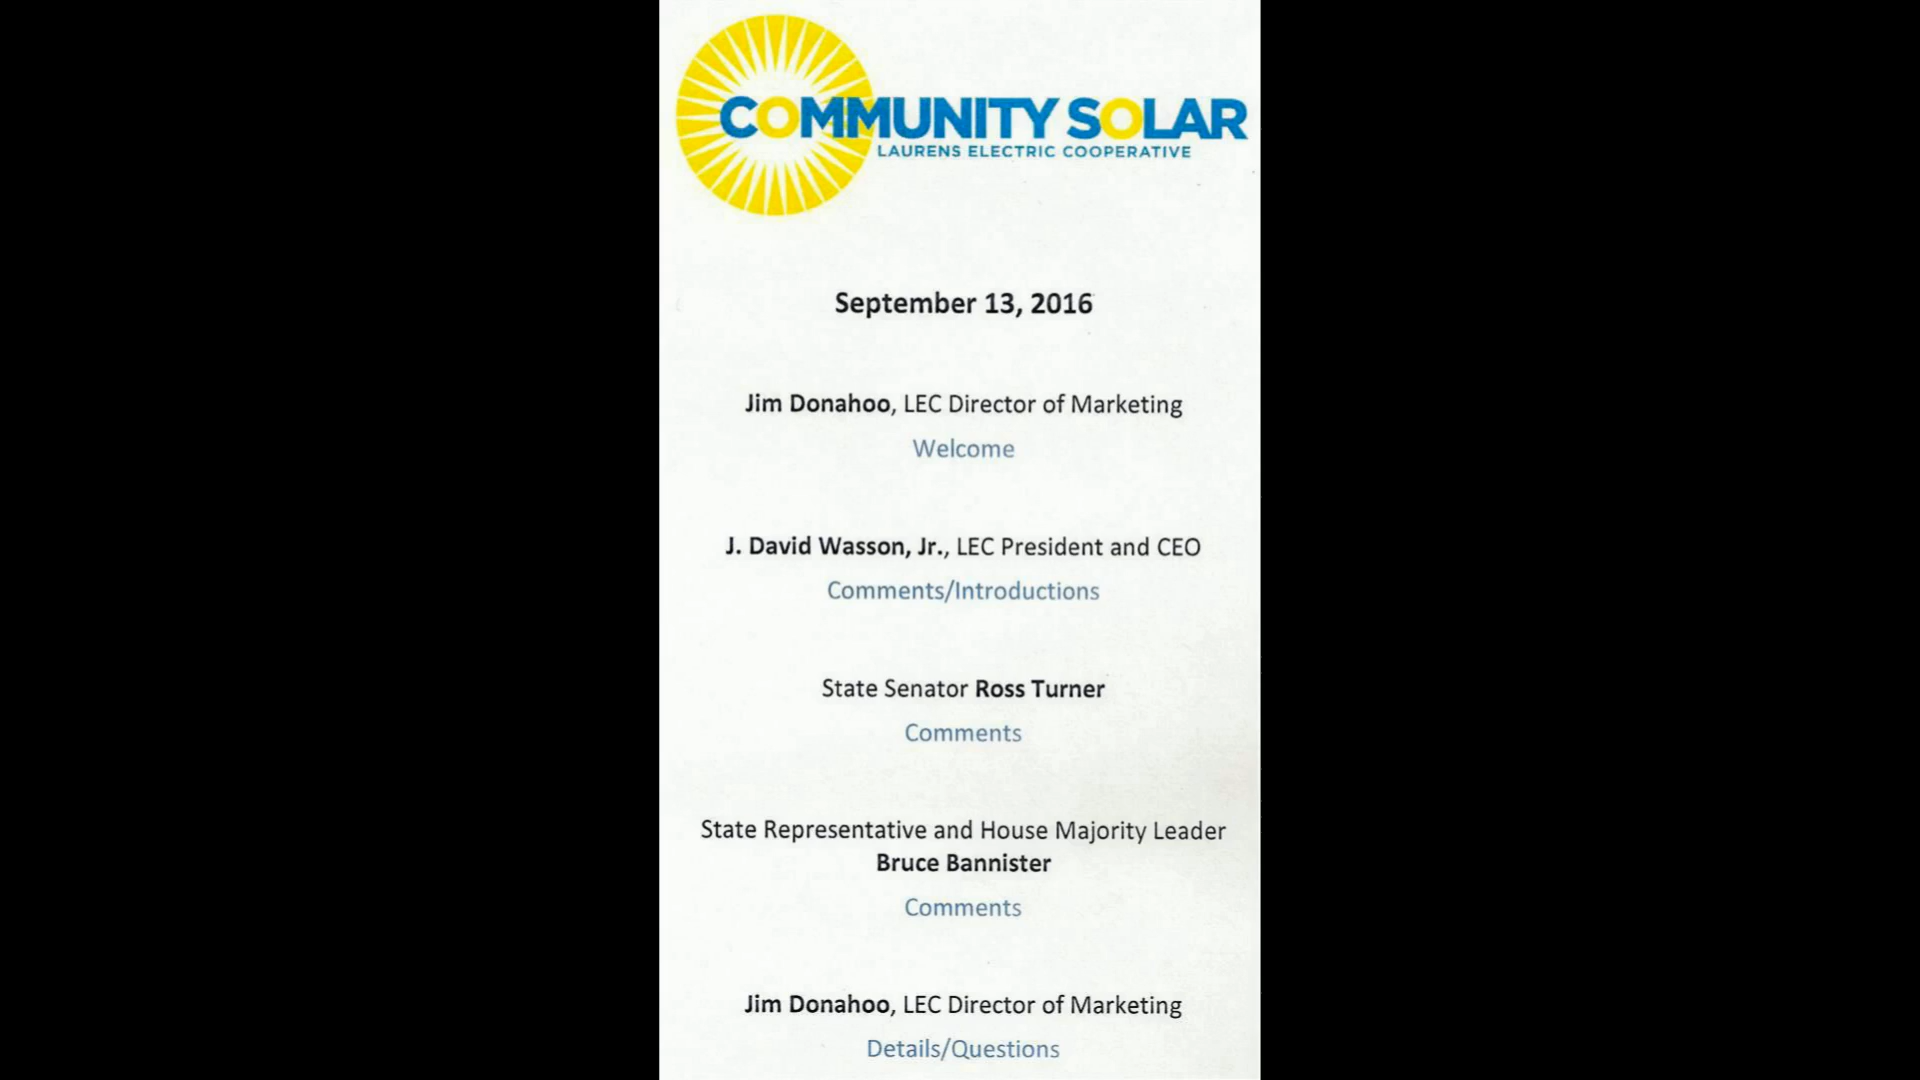 COMMUNITY SOLAR
LAURENS ELECTRIC COOPERATIVE
September 13, 2016
Jim Donahoo, LEC Director of Marketing
Welcome
J. David Wasson, Jr., LEC President and CEO
Comments/Introductions
State Senator Ross Turner
Comments
State Representative and House Majority Leader
Bruce Bannister
Comments
Jim Donahoo, LEC Director of Marketing
Details/Questions